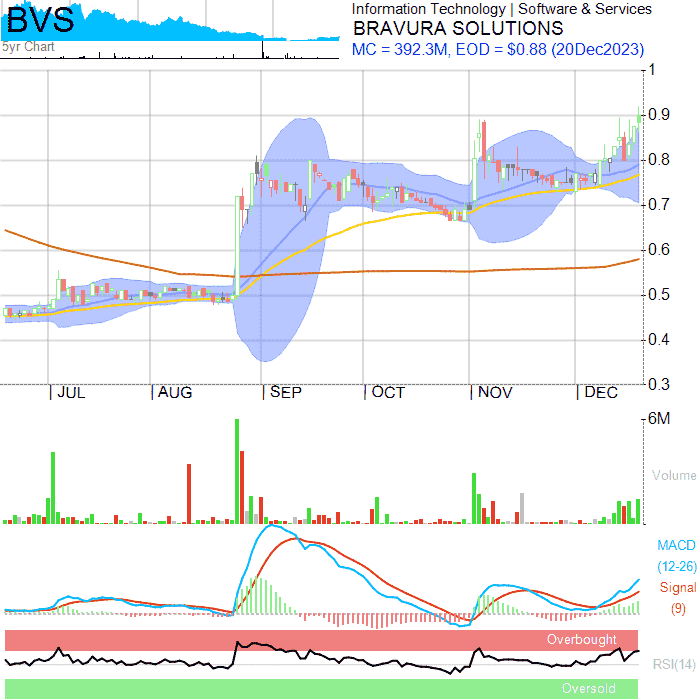 BVS
5yr Chart
Information Technology | Software & Services
BRAVURA SOLUTIONS
MC = 392.3M, EOD = $0.88 (20Dec2023)
1
0.9
0.8
0.7
0.6
0.5
0.4
0.3
| JUL | AUG | SEP | OCT | NOV | DEC
6M
Volume
MACD
(12-26)
Signal
(9)
Overbought
RSI(14)
Oversold